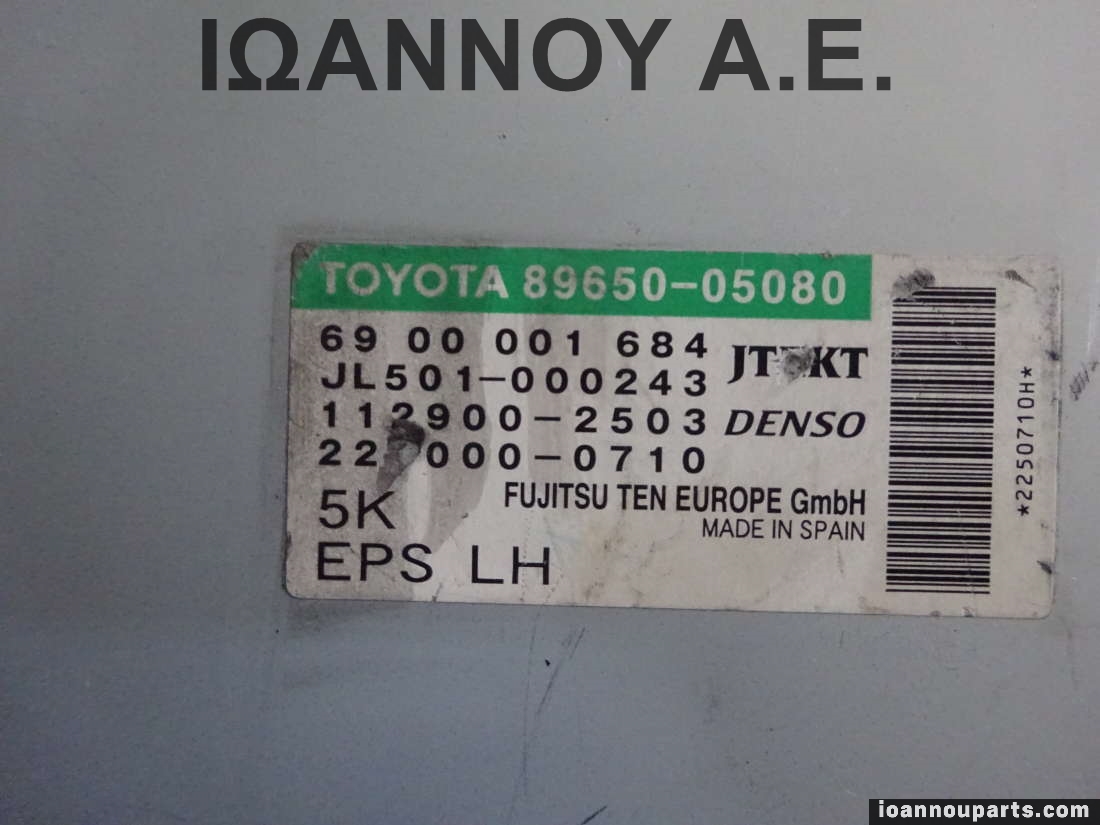 ΙΩΑΝΝΟΥ Α.Ε.
TOYOTA 89650-05080
69 00 001 684
JL501-000243
DENSO
5K
FUJITSU TEN EUROPE GmbH
MADE IN SPAIN
EPS LH
*2250710H*
ioannouparts.com